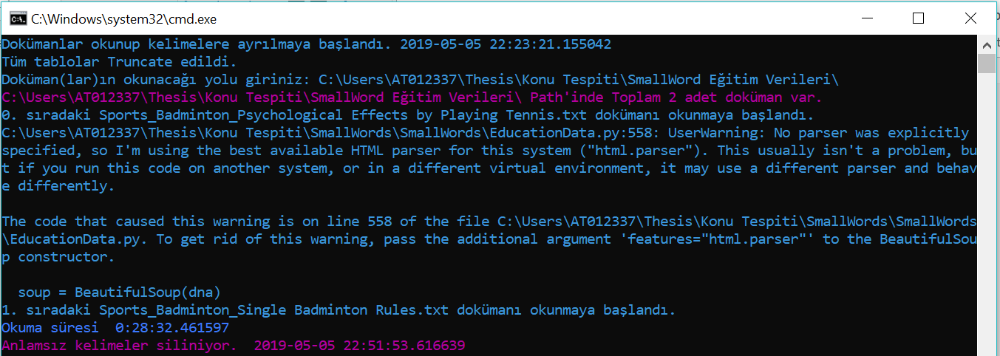 C:\Windows\system32\cmd.exe
Dokümanlar okunup kelimelere ayrılmaya başlandı. 2019-05-05 22:23:21.155042
Tüm tablolar Truncate edildi.
Doküman(lar)ın okunacağı yolu giriniz: C:\Users\AT012337\Thesis\Konu Tespiti\SmallWord Eğitim Verileri\
C:\Users\AT012337\Thesis\Konu Tespiti\SmallWord Eğitim Verileri\ Path'inde Toplam 2 adet doküman var.
0. sıradaki Sports_Badminton_Psychological Effects by Playing Tennis.txt dokümanı okunmaya başlandı.
C:\Users\AT012337\Thesis\Konu Tespiti\SmallWords\SmallWords\EducationData.py:558: UserWarning: No parser was explicitly
specified, so I'm using the best available HTML parser for this system ("html.parser"). This usually isn't a problem, bu
t if you run this code on another system, or in a different virtual environment, it may use a different parser and behav
e differently.
The code that caused this warning is on line 558 of the file C:\Users\AT012337\Thesis\Konu Tespiti\SmallWords\SmallWords
\EducationData.py. To get rid of this warning, pass the additional argument 'features="html.parser"' to the BeautifulSou
p constructor.
soup = BeautifulSoup(dna)
1. sıradaki Sports_Badminton_Single Badminton Rules.txt dokümanı okunmaya başlandı.
Okuma süresi  0:28:32.461597
Anlamsız kelimeler siliniyor.  2019-05-05 22:51:53.616639